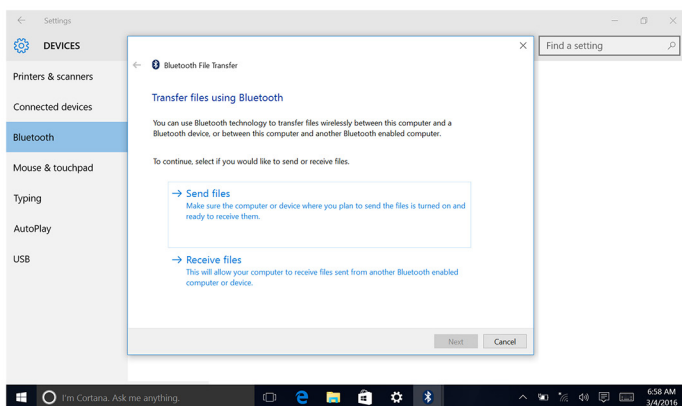 Settings
DEVICES
Find a setting
Printers & scanners
Connected devices
Bluetooth
Mouse & touchpad
Typing
AutoPlay
USB
Bluetooth File Transfer
Transfer files using Bluetooth
You can use Bluetooth technology to transfer files wirelessly between this computer and a
Bluetooth device, or between this computer and another Bluetooth enabled computer.
To continue, select if you would like to send or receive files.
Send files
Make sure the computer or device where you plan to send the files is turned on and
ready to receive them.
Receive files
This will allow your computer to receive files sent from another Bluetooth enabled
computer or device.
Next
Cancel
I'm Cortana. Ask me anything.
6:58 AM
3/4/2016